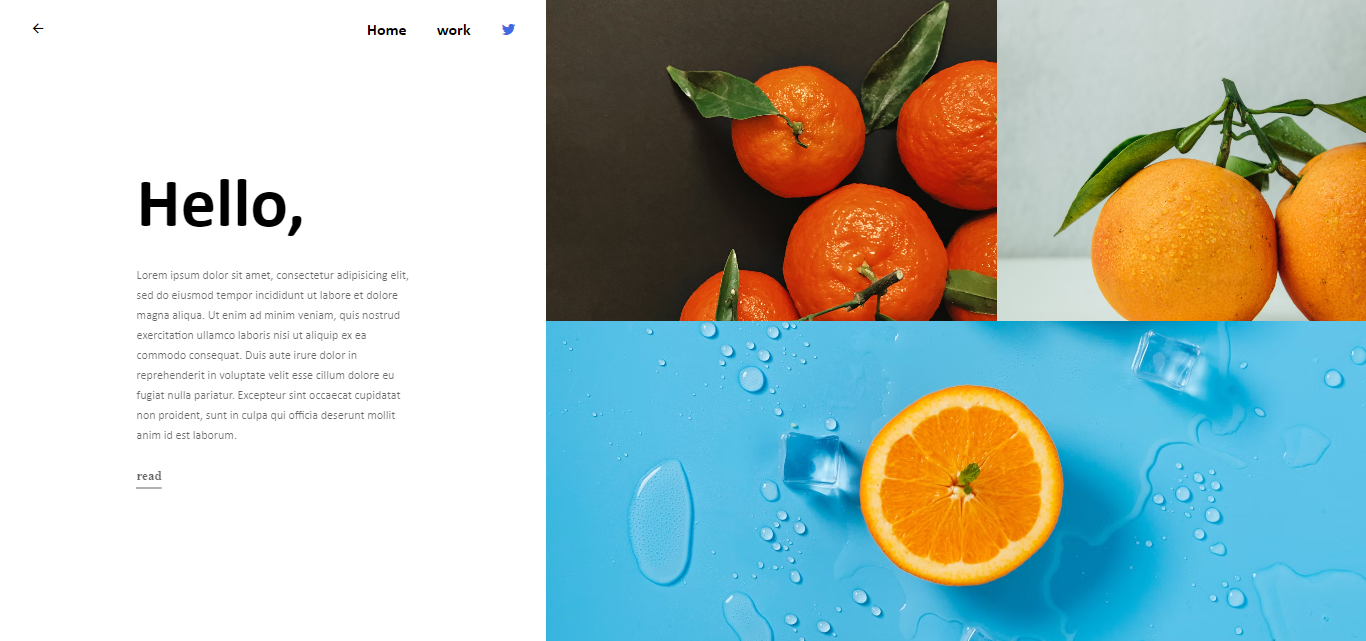 Home work
Hello,
Lorem ipsum dolor sit amet, consectetur adipisicing elit,
sed do eiusmod tempor incididunt ut labore et dolore
magna aliqua. Ut enim ad minim veniam, quis nostrud
exercitation ullamco laboris nisi ut aliquip ex ea
commodo consequat. Duis aute irure dolor in
reprehenderit in voluptate velit esse cillum dolore eu
fugiat nulla pariatur. Excepteur sint occaecat cupidatat
non proident, sunt in culpa qui officia deserunt mollit
anim id est laborum.
read